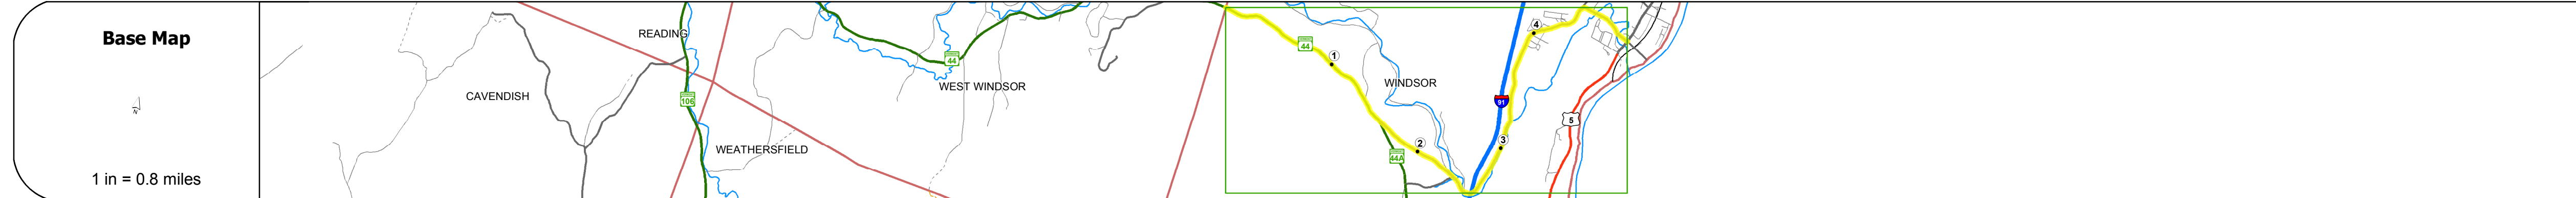 Base Map
N
1 in = 0.8 miles
READING
CAVENDISH
106
WEATHERSFIELD
44
WEST WINDSOR
44
1
WINDSOR
44A
2
91
3
4
5